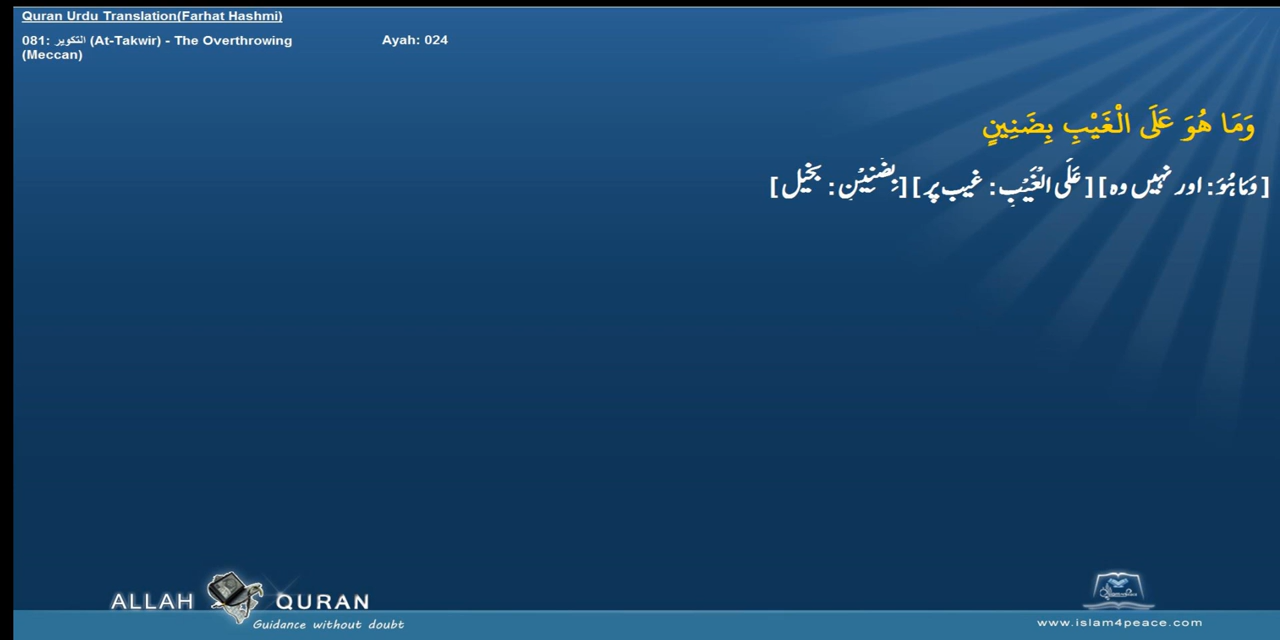 Quran Urdu Translation(Farhat Hashmi)
081: التكوير (At-Takwir) - The Overthrowing Ayah: 024
(Meccan)
وَمَا هُوَ عَلَى الْغَيْبِ بِضَنِينٍ
[وَمَا ہُوَ: اور نہیں وہ] [عَلَی الْغَیْبِ: غیب پر] [بِضَنِیْنٍ: بخیل]
ALLAH QURAN
Guidance without doubt
www.islam4peace.com